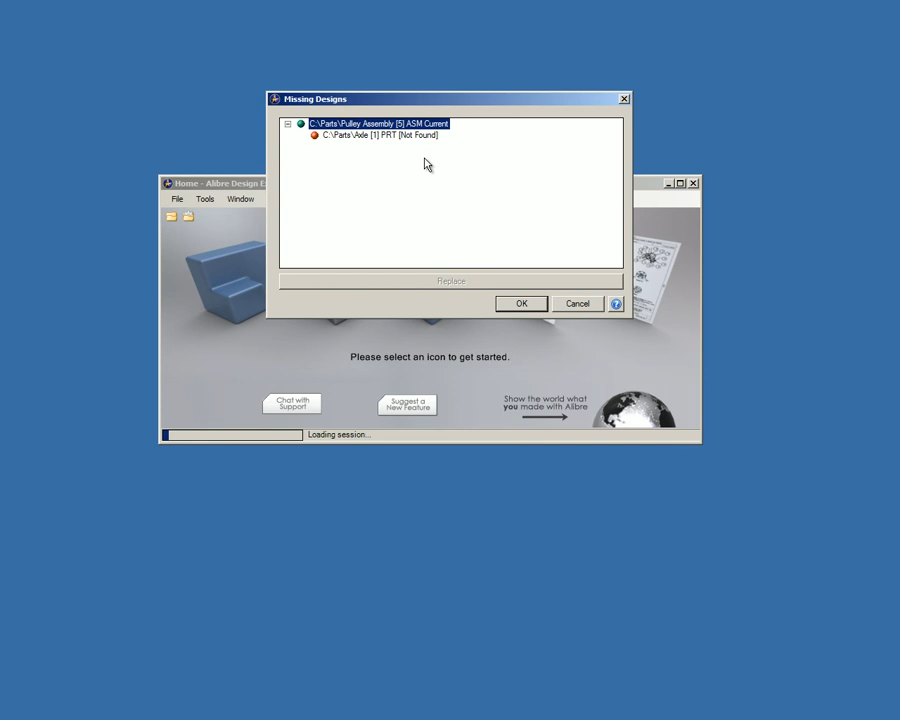 Missing Designs
C:\Parts\Pulley Assembly [5] ASM Current
C:\Parts\Axle [1] PRT [Not Found]
Replace
OK
Cancel
Home - Alibre Design E
File
Tools
Window
Please select an icon to get started.
Chat with
Support
Suggest a
New Feature
Show the world what
you made with Alibre
Loading session...